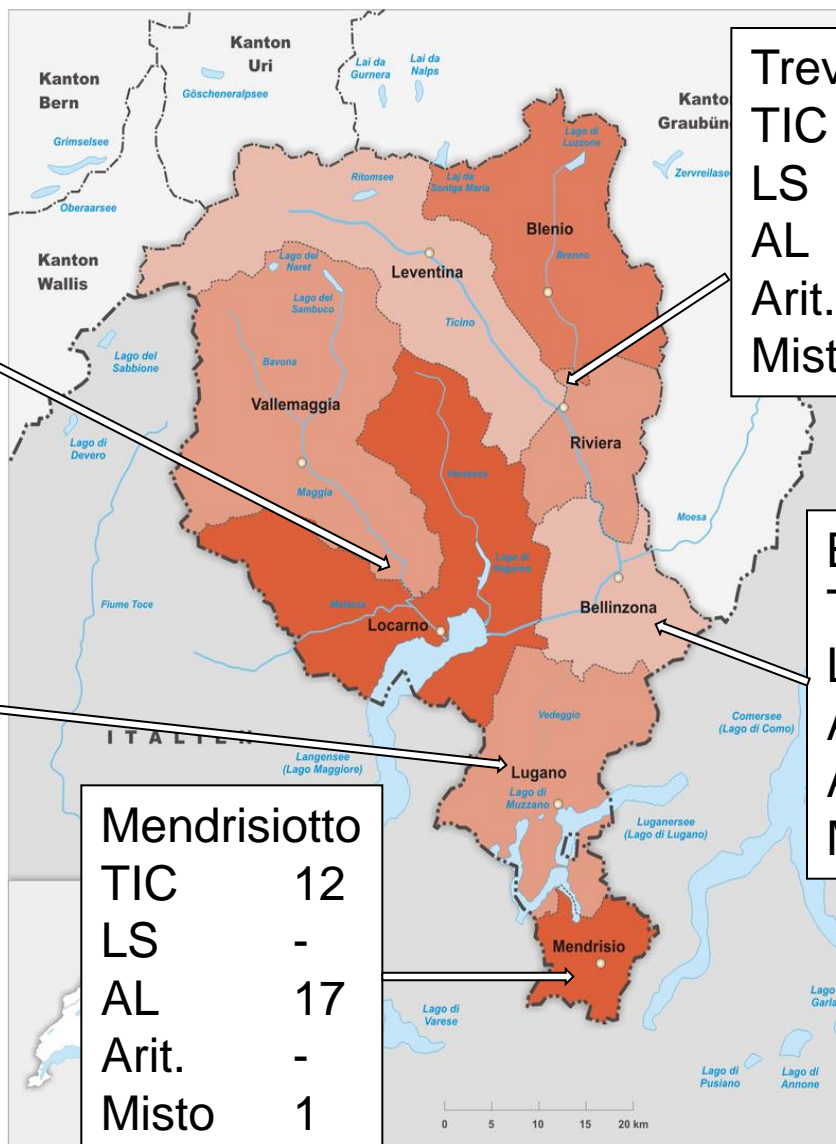 Kanton
Uri
Kanton
Bern
Lai da
Gurnera
Lai da
Nalps
Göscheneralpsee
Grimselsee
Oberaarsee
Kanton
Wallis
Ritomsee
Lai da
Sontga Maria
Lago di
Luzzone
Zervreilasee
Trev
TIC
LS
AL
Arit.
Mist
Blenio
Brenno
Leventina
Lago del
Naret
Lago del
Sambuco
Ticino
Lago del
Sabbione
Bavona
Vallemaggia
Lago di
Devero
Riviera
Maggia
Verzasca
Moesa
Lago di
Vogorno
Fiume Toce
Melezza
Locarno
Bellinzona
Vedeggio
Comersee
(Lago di Como)
ITALIEN
Langensee
(Lago Maggiore)
Lugano
Lago di
Muzzano
Luganersee
(Lago di Lugano)
Mendrisiotto
TIC 12
LS -
AL 17
Arit. -
Misto 1
Mendrisio
Lago di
Varese
Lago di
Pusiano
Lago di
Annone
0 5 10 15 20 km